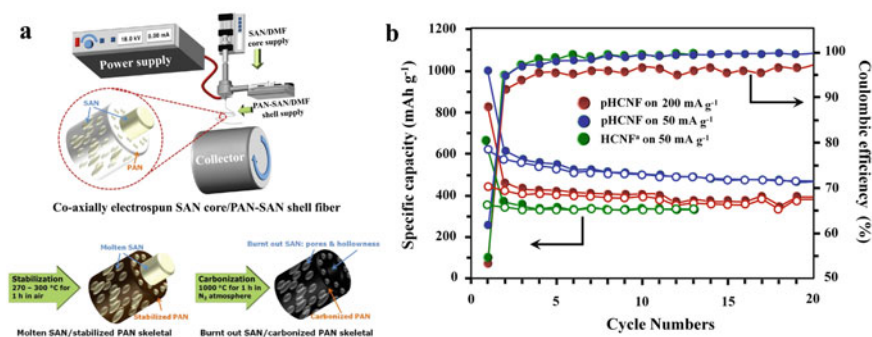 a
18.0 kV
5.00 mA
Power supply
SAN/DMF
core supply
PAN-SAN/DMF
shell supply
SAN
PAN
Collector
Co-axially electrospun SAN core/PAN-SAN shell fiber
Stabilization
270 – 300 °C for
1 h in air
Molten SAN
Stabilized PAN
Molten SAN/stabilized PAN skeletal
Carbonization
1000 °C for 1 h in
N₂ atmosphere
Burnt out SAN: pores & hollowness
Carbonized PAN
Burnt out SAN/carbonized PAN skeletal
b
Specific capacity (mAh g⁻¹)
1200
1000
800
600
400
200
0
pHCNF on 200 mA g⁻¹
pHCNF on 50 mA g⁻¹
HCNFᵃ on 50 mA g⁻¹
100
90
80
70
60
50
Coulombic efficiency (%)
0 5 10 15 20
Cycle Numbers